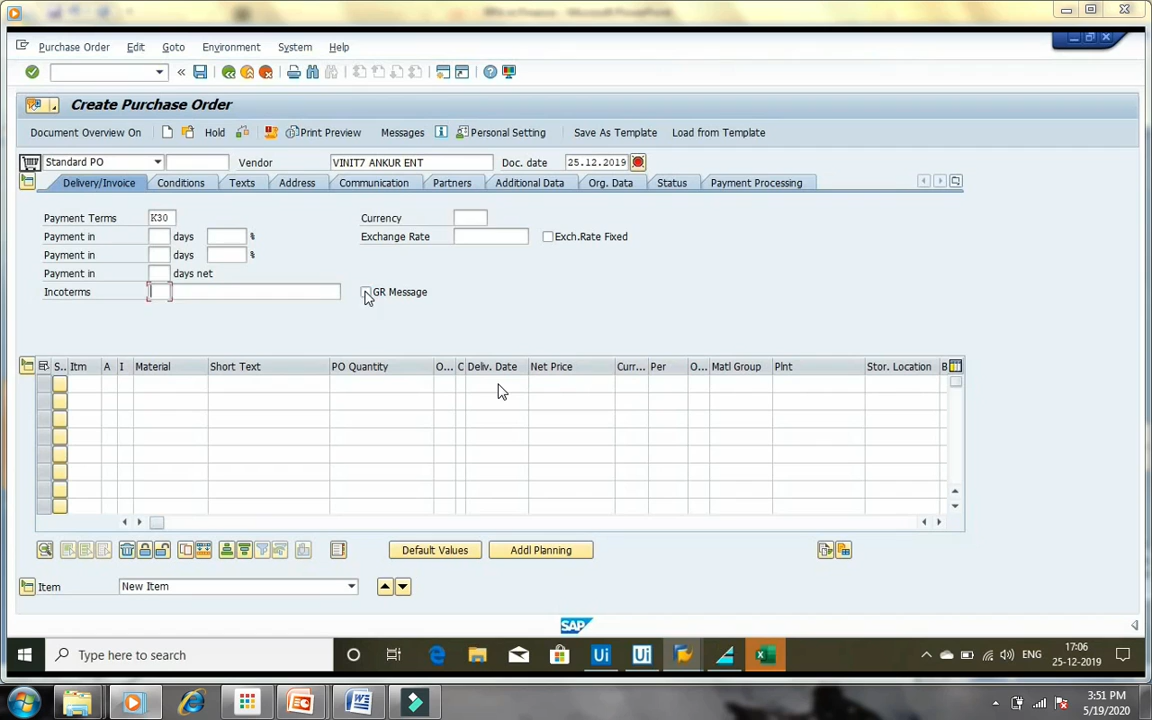 Purchase Order Edit Goto Environment System Help
Create Purchase Order
Document Overview On Hold Print Preview Messages Personal Setting Save As Template Load from Template
Standard PO Vendor VINIT7 ANKUR ENT Doc. date 25.12.2019
Delivery/Invoice Conditions Texts Address Communication Partners Additional Data Org. Data Status Payment Processing
Payment Terms K30 Currency
Payment in days % Exchange Rate Exch.Rate Fixed
Payment in days %
Payment in days net
Incoterms GR Message
S.. Itm A I Material Short Text PO Quantity O... C Deliv. Date Net Price Curr... Per O... Matl Group Plnt Stor. Location B
Default Values Addl Planning
Item New Item
SAP
Type here to search Ui Ui ENG 17:06
25-12-2019
3:51 PM
5/19/2020